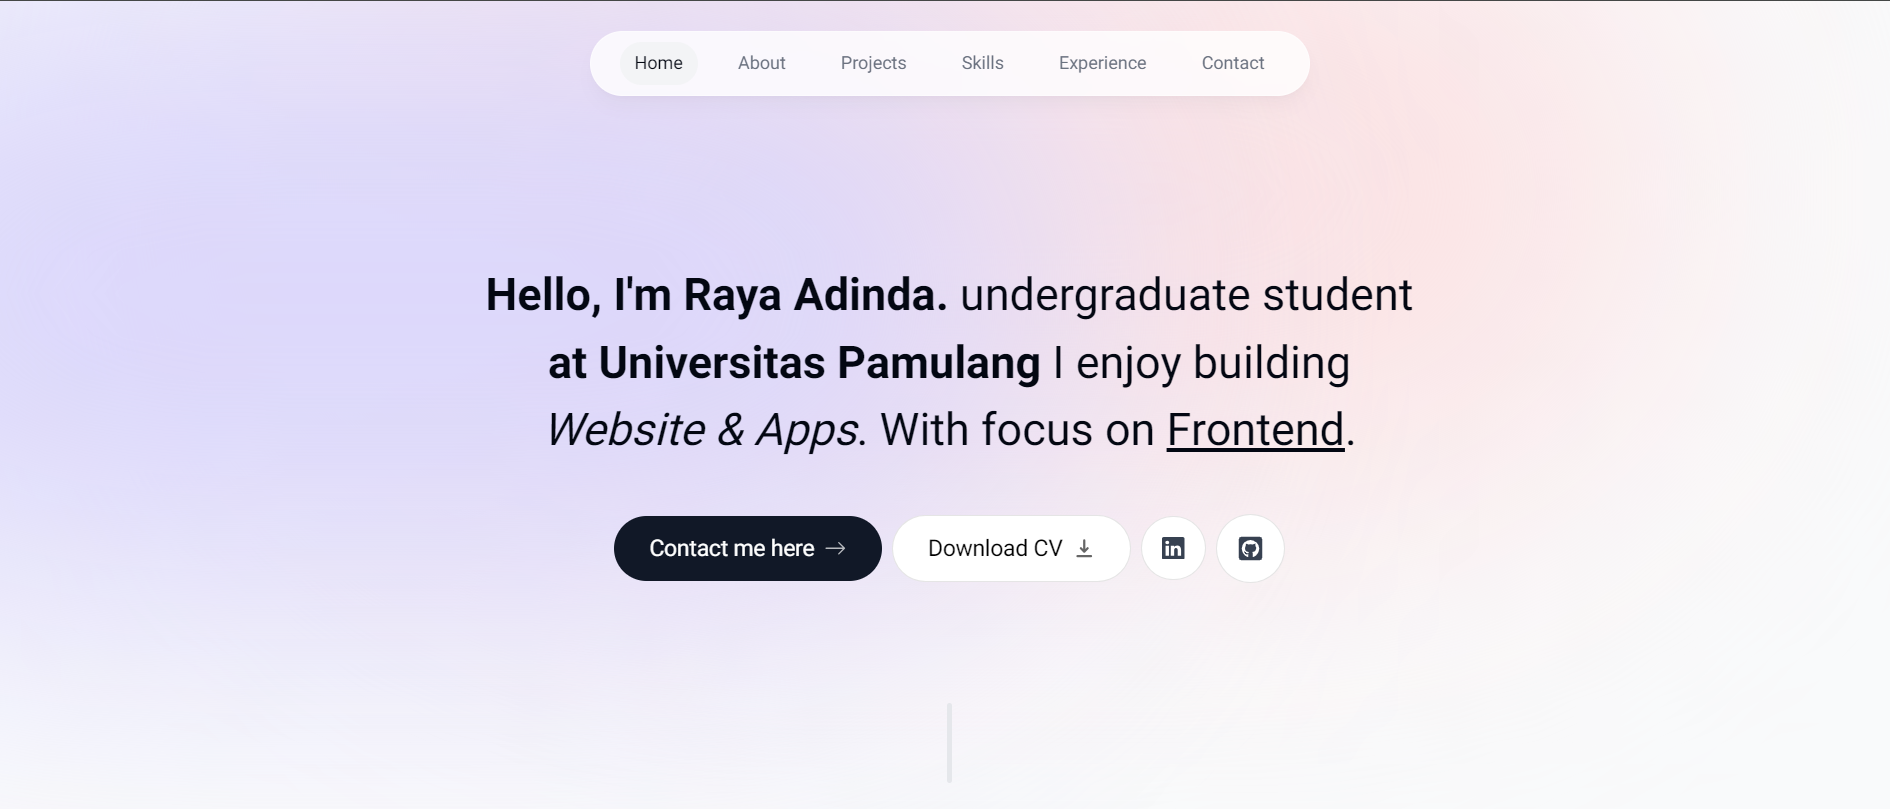 Home About Projects Skills Experience Contact
Hello, I'm Raya Adinda. undergraduate student
at Universitas Pamulang I enjoy building
Website & Apps. With focus on Frontend.
Contact me here → Download CV in